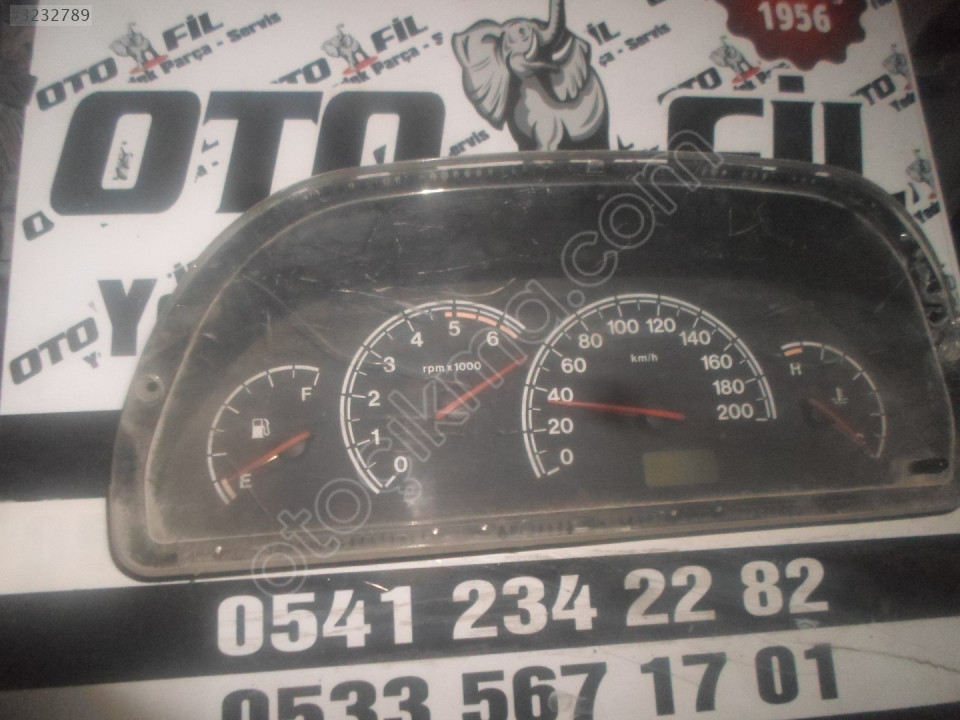 3232789
OTO FİL
Yedek Parça - Servis
1956
OTO FİL
otocikma.com
4 5 6
3
rpm x 1000
2
1
0
F
E
80 100 120
60 140
km/h
40 160
180
20 200
0
H
0541 234 22 82
0533 567 17 01